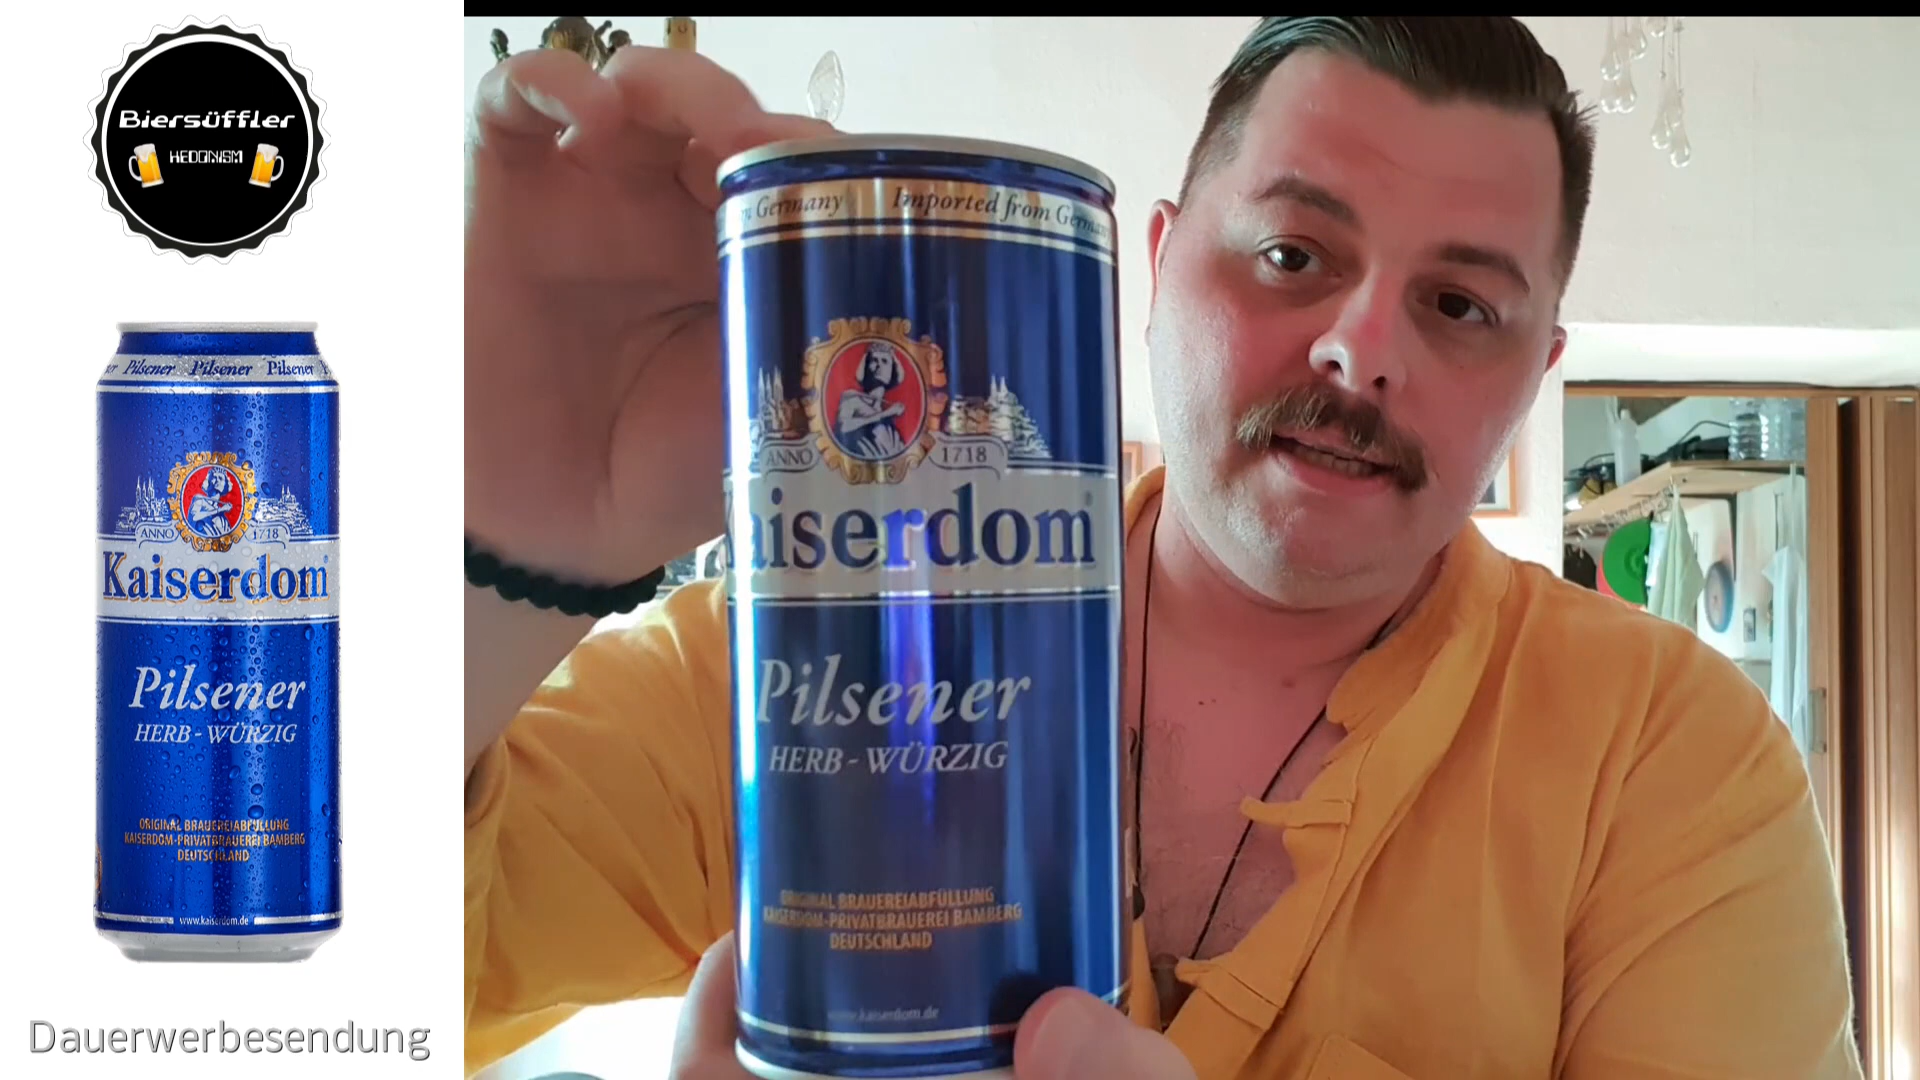 Biersüffler
HEDONISM
Pilsener Pilsener Pilsener
ANNO 1718
Kaiserdom
Pilsener
HERB - WÜRZIG
ORIGINAL BRAUEREIABFÜLLUNG
KAISERDOM-PRIVATBRAUEREI BAMBERG
DEUTSCHLAND
www.kaiserdom.de
Dauerwerbesendung
Germany Imported from Germany
ANNO 1718
Kaiserdom
Pilsener
HERB - WÜRZIG
ORIGINAL BRAUEREIABFÜLLUNG
KAISERDOM-PRIVATBRAUEREI BAMBERG
DEUTSCHLAND
www.kaiserdom.de